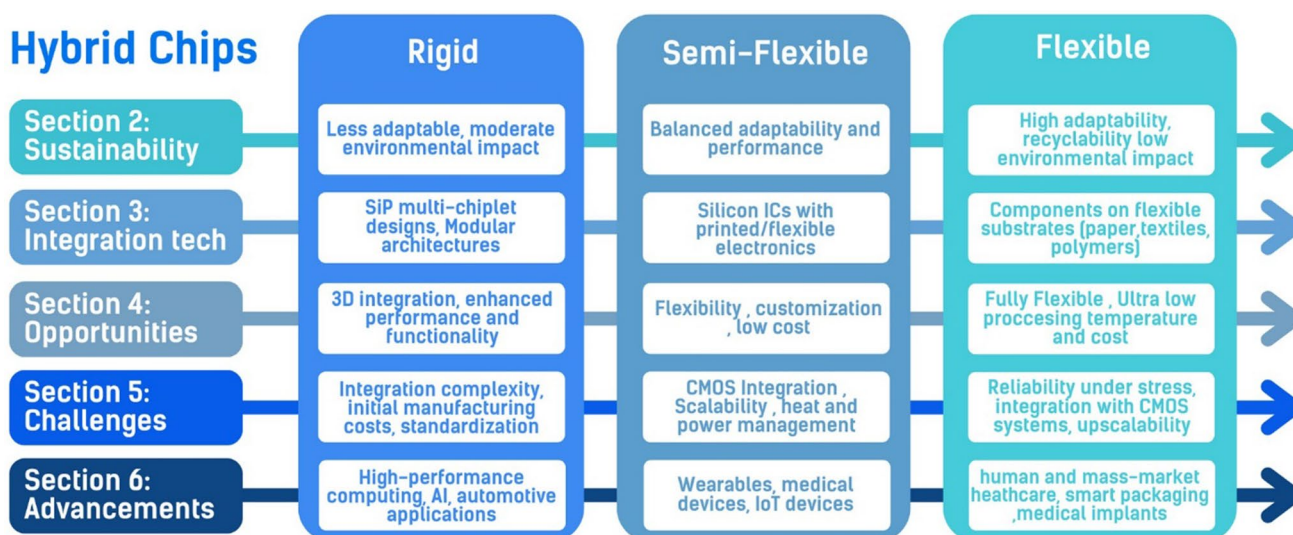 Hybrid Chips
Rigid
Semi-Flexible
Flexible
Section 2:
Sustainability
Less adaptable, moderate
environmental impact
Balanced adaptability and
performance
High adaptability,
recyclability low
environmental impact
Section 3:
Integration tech
SiP multi-chiplet
designs, Modular
architectures
Silicon ICs with
printed/flexible
electronics
Components on flexible
substrates (paper,textiles,
polymers)
Section 4:
Opportunities
3D integration, enhanced
performance and
functionality
Flexibility , customization
, low cost
Fully Flexible , Ultra low
proccesing temperature
and cost
Section 5:
Challenges
Integration complexity,
initial manufacturing
costs, standardization
CMOS Integration ,
Scalability , heat and
power management
Reliability under stress,
integration with CMOS
systems, upscalability
Section 6:
Advancements
High-performance
computing, AI, automotive
applications
Wearables, medical
devices, IoT devices
human and mass-market
heathcare, smart packaging
,medical implants